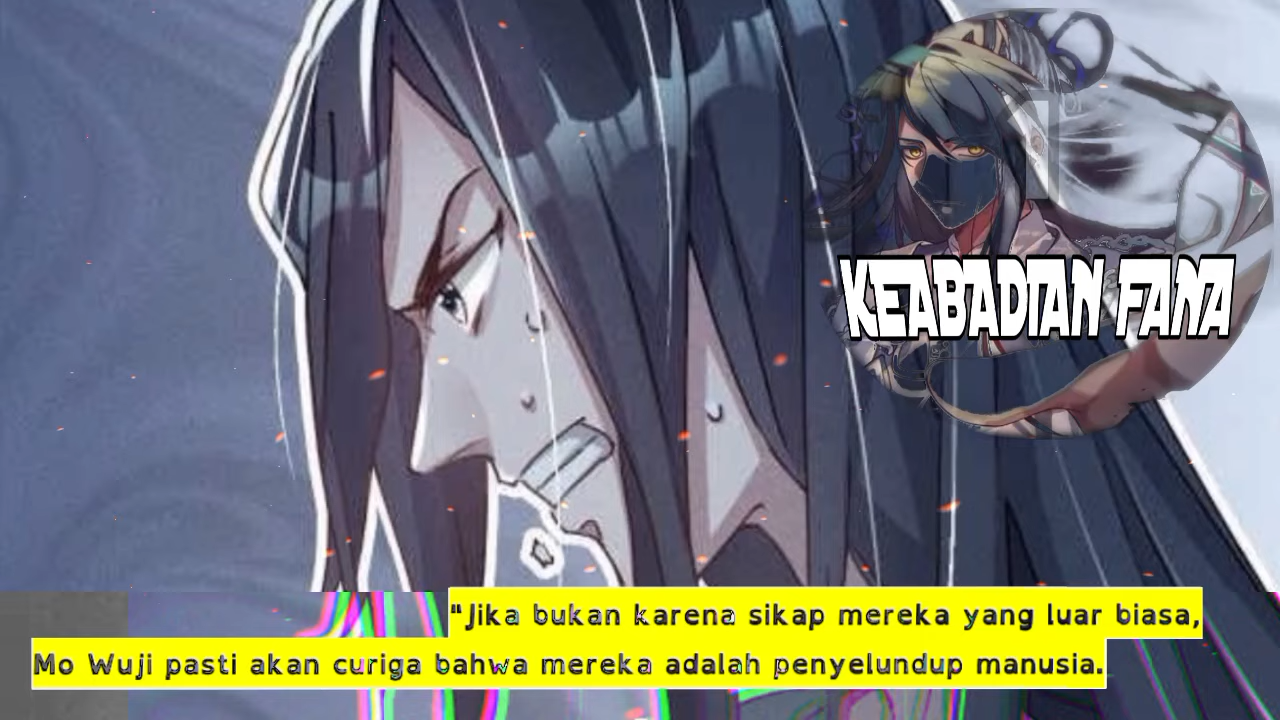 KEABADIAN FANA
"Jika bukan karena sikap mereka yang luar biasa,
Mo Wuji pasti akan curiga bahwa mereka adalah penyelundup manusia.